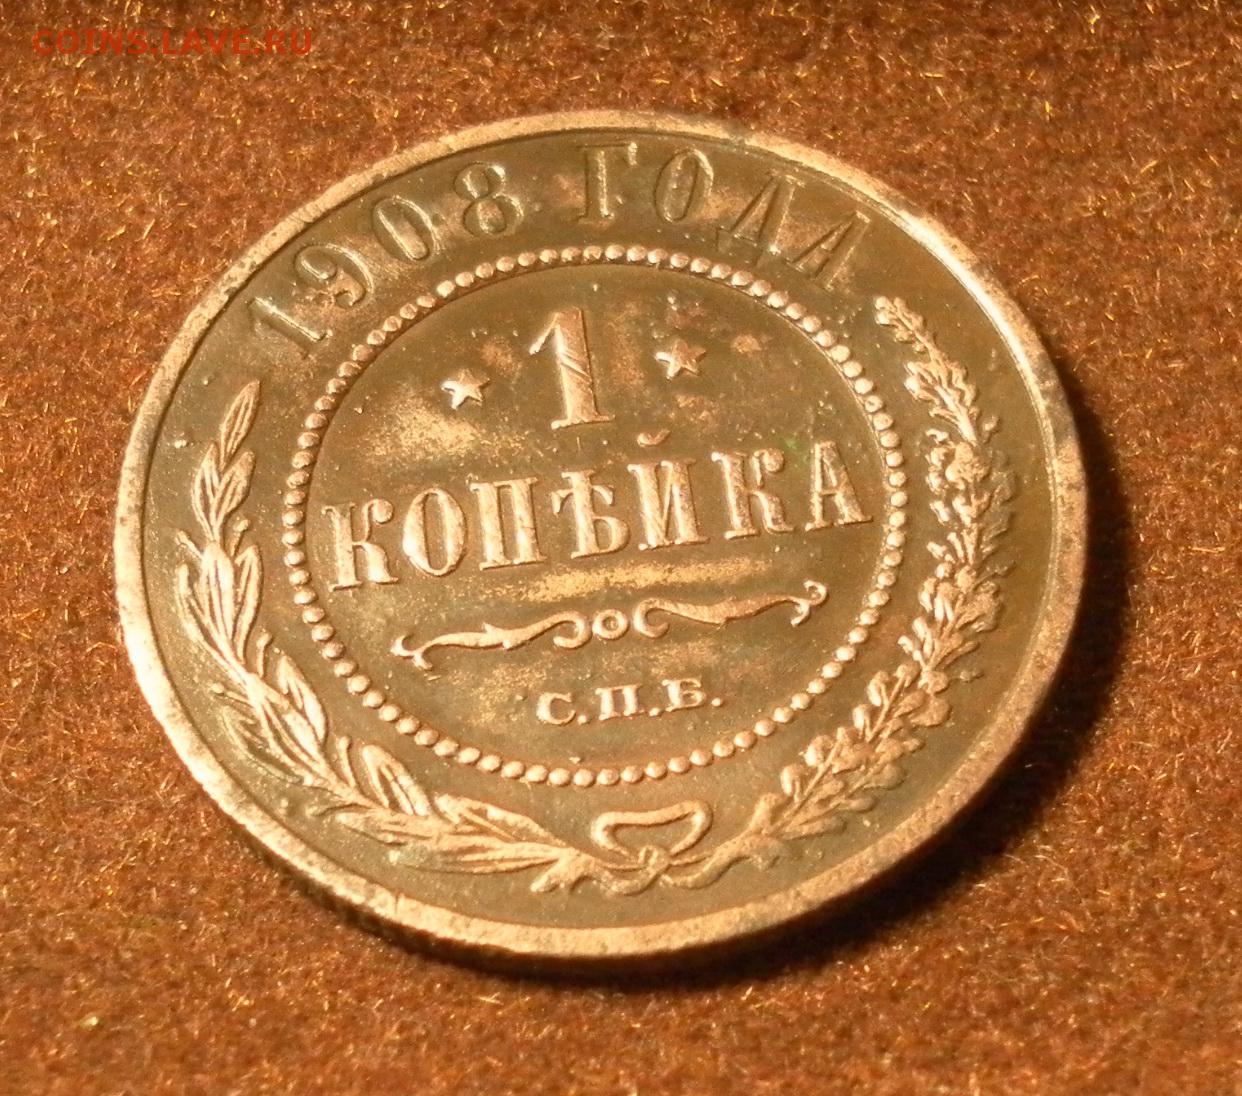 COINS.LAVE.RU
1908 ГОДА
1
КОПѢЙКА
С.П.Б.